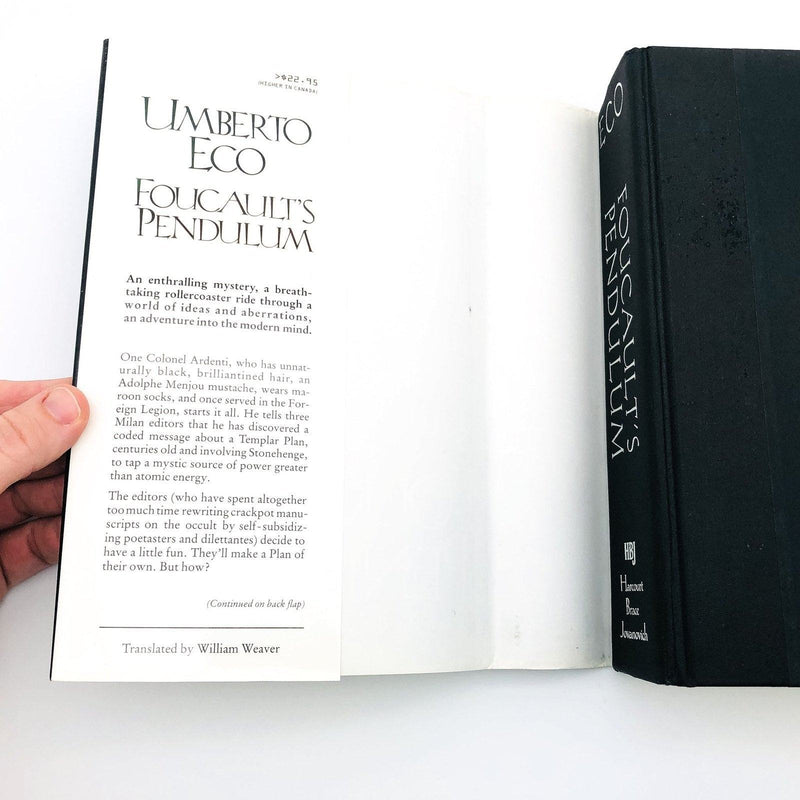 >$22.95
(HIGHER IN CANADA)
UMBERTO
ECO
FOUCAULT'S
PENDULUM
An enthralling mystery, a breath-
taking rollercoaster ride through a
world of ideas and aberrations,
an adventure into the modern mind.
One Colonel Ardenti, who has unnat-
urally black, brilliantined hair, an
Adolphe Menjou mustache, wears ma-
roon socks, and once served in the For-
eign Legion, starts it all. He tells three
Milan editors that he has discovered a
coded message about a Templar Plan,
centuries old and involving Stonehenge,
to tap a mystic source of power greater
than atomic energy.
The editors (who have spent altogether
too much time rewriting crackpot manu-
scripts on the occult by self-subsidiz-
ing poetasters and dilettantes) decide to
have a little fun. They'll make a Plan of
their own. But how?
(Continued on back flap)
Translated by William Weaver
ECO
FOUCAULT'S
PENDULUM
HBJ
Harcourt
Brace
Jovanovich